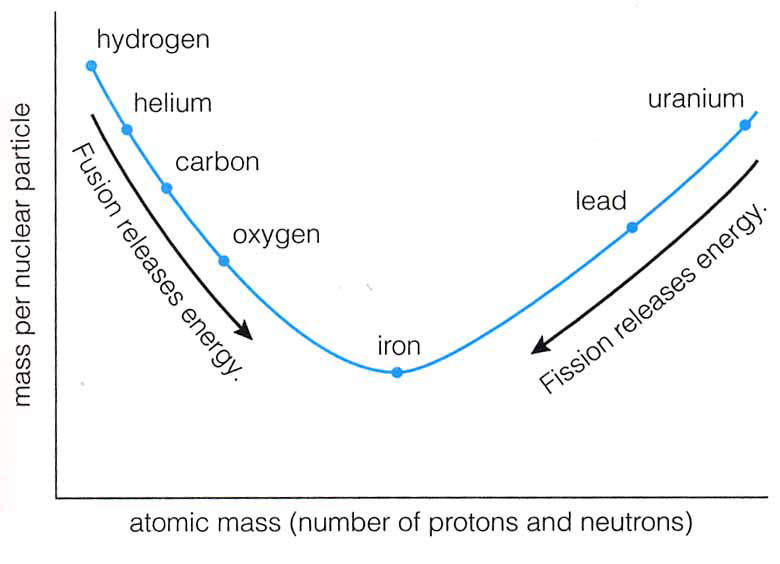 hydrogen
helium
carbon
oxygen
iron
lead
uranium
Fusion releases energy.
Fission releases energy.
mass per nuclear particle
atomic mass (number of protons and neutrons)